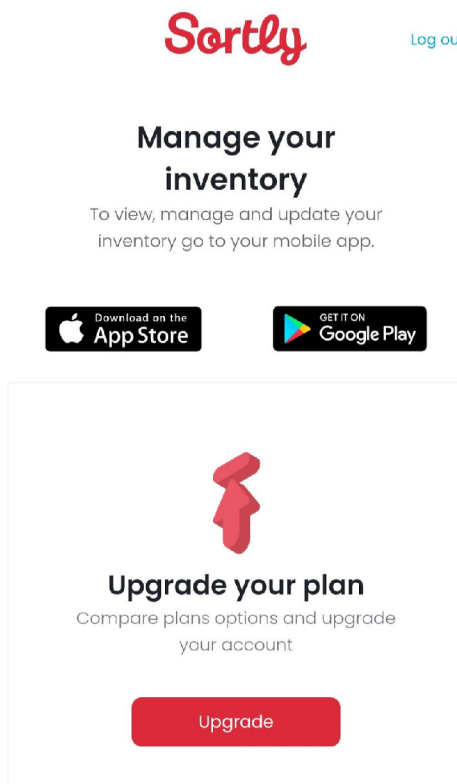 Sortly
Log ou
Manage your
inventory
To view, manage and update your
inventory go to your mobile app.
Download on the
App Store
GET IT ON
Google Play
Upgrade your plan
Compare plans options and upgrade
your account
Upgrade